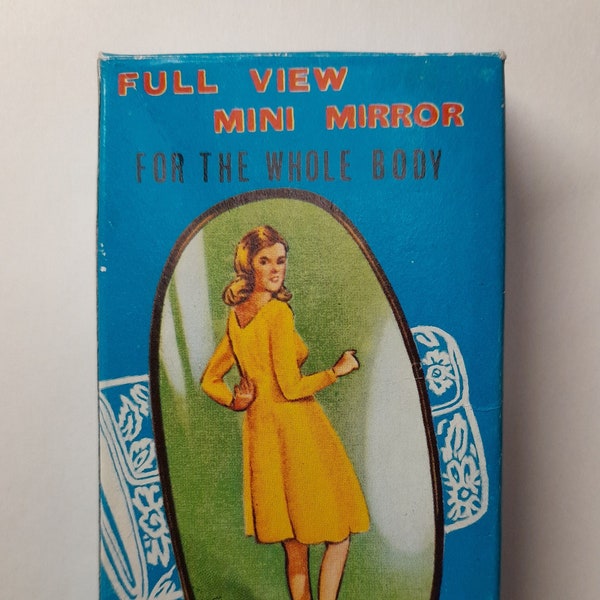 FULL VIEW
MINI MIRROR
FOR THE WHOLE BODY